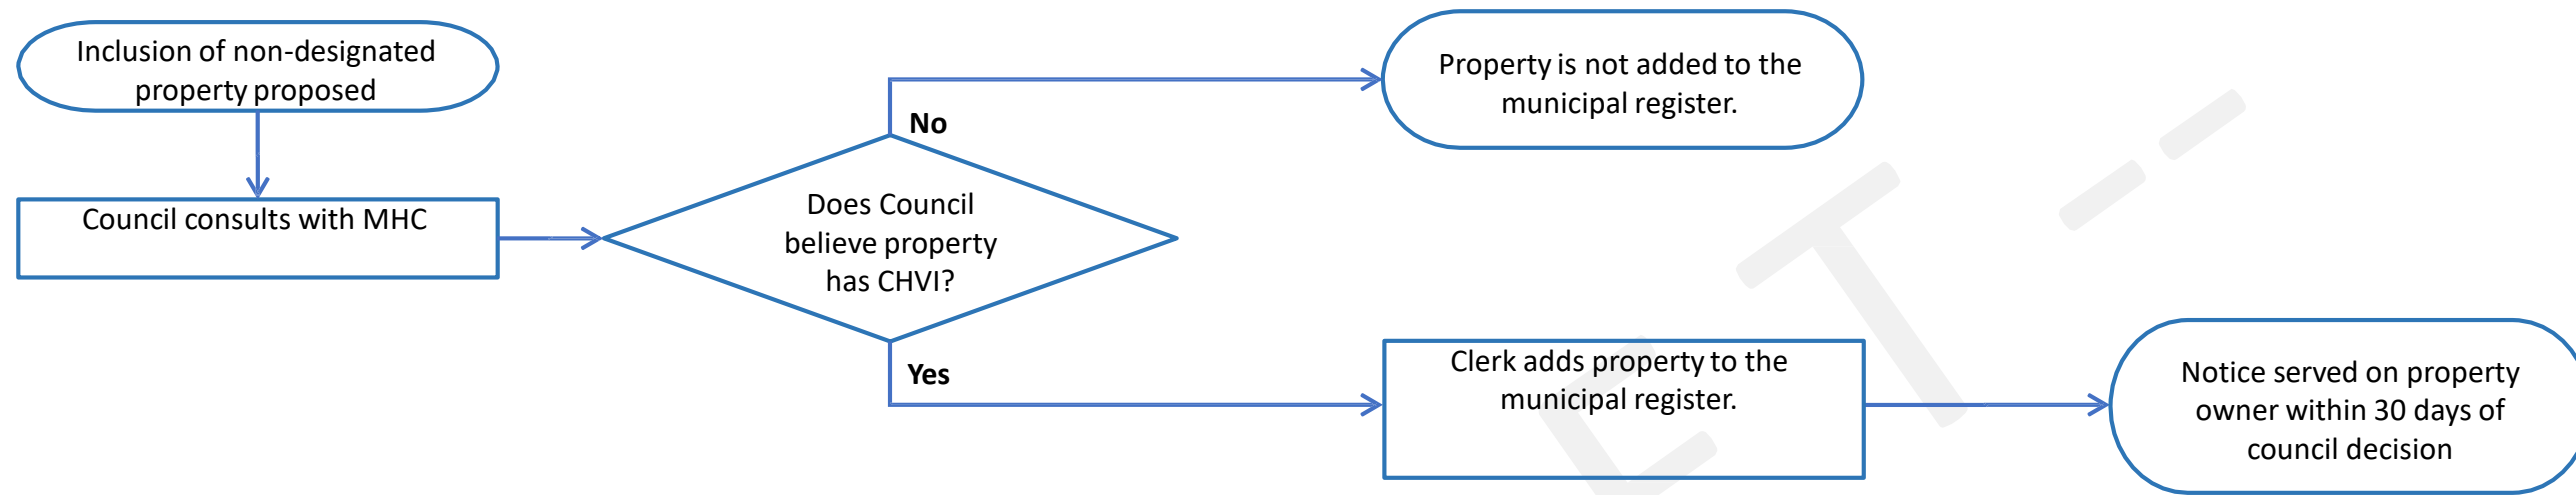 Inclusion of non-designated
property proposed
Council consults with MHC
Does Council
believe property
has CHVI?
No
Property is not added to the
municipal register.
Yes
Clerk adds property to the
municipal register.
Notice served on property
owner within 30 days of
council decision